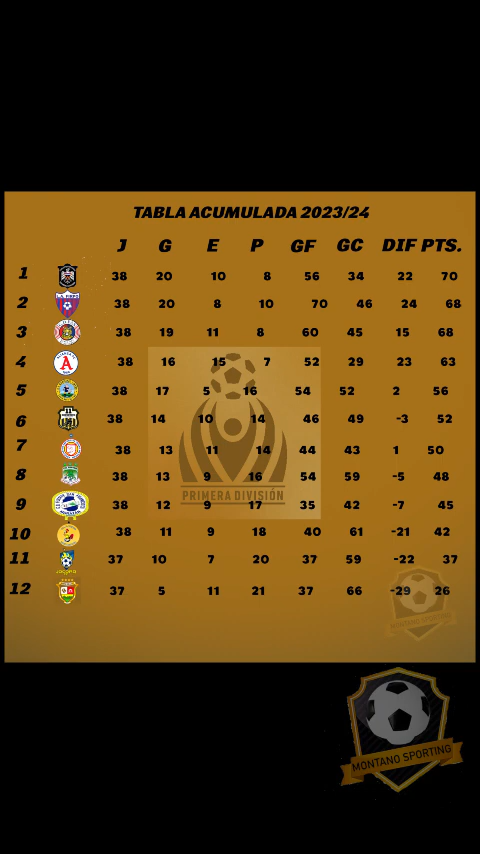 TABLA ACUMULADA 2023/24
J G E P GF GC DIF PTS.
1 38 20 10 8 56 34 22 70
2 LA FIRPO 38 20 8 10 70 46 24 68
3 38 19 11 8 60 45 15 68
4 A 38 16 15 7 52 29 23 63
5 38 17 5 16 54 52 2 56
6 11 38 14 10 14 46 49 -3 52
7 38 13 11 14 44 43 1 50
8 38 13 9 16 54 59 -5 48
9 38 12 9 17 35 42 -7 45
PRIMERA DIVISIÓN
10 38 11 9 18 40 61 -21 42
11 JOCORO 37 10 7 20 37 59 -22 37
12 37 5 11 21 37 66 -29 26
MONTANO SPORTING
MONTANO SPORTING